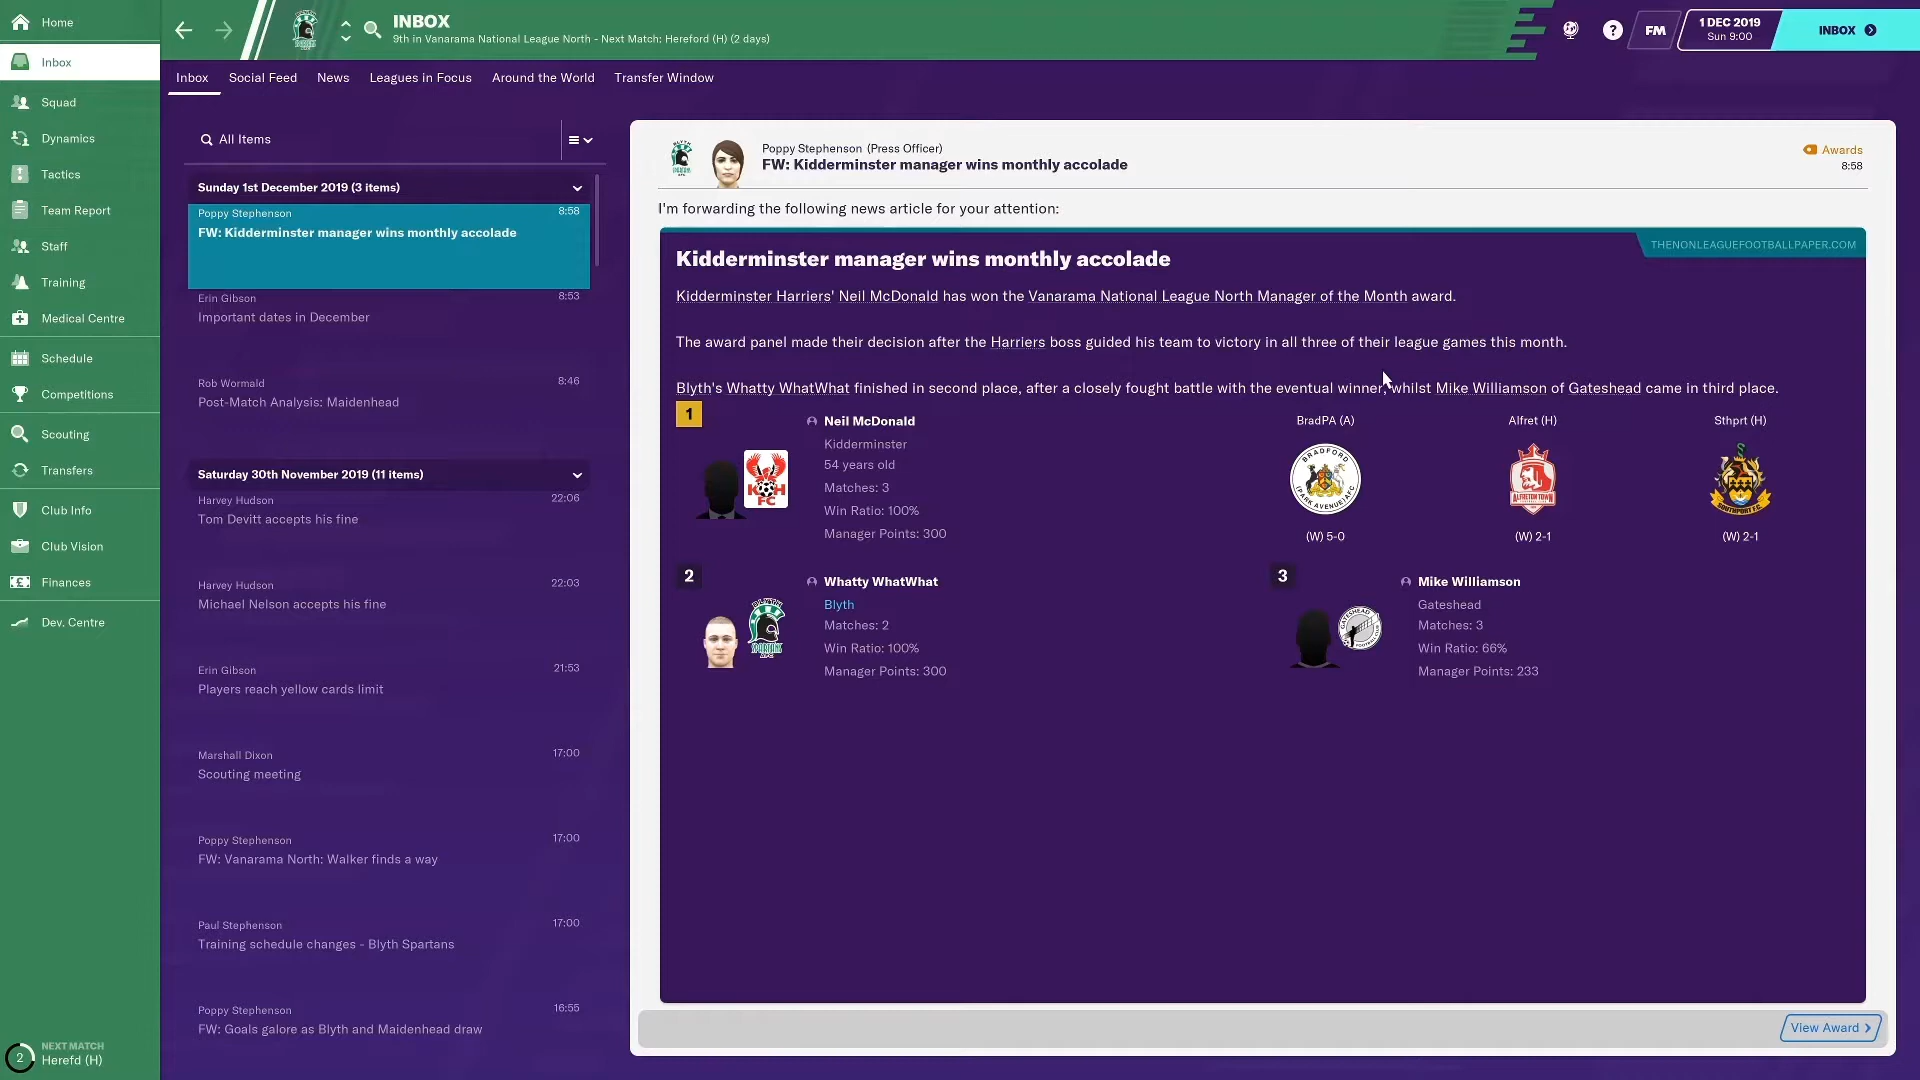 Home
Inbox
Squad
Dynamics
Tactics
Team Report
Staff
Training
Medical Centre
Schedule
Competitions
Scouting
Transfers
Club Info
Club Vision
Finances
Dev. Centre
2
NEXT MATCH
Herefd (H)
INBOX
9th in Vanarama National League North - Next Match: Hereford (H) (2 days)
?
FM
1 DEC 2019
Sun 9:00
INBOX
Inbox
Social Feed
News
Leagues in Focus
Around the World
Transfer Window
All Items
Sunday 1st December 2019 (3 items)
Poppy Stephenson 8:58
FW: Kidderminster manager wins monthly accolade
Erin Gibson 8:53
Important dates in December
Rob Wormald 8:46
Post-Match Analysis: Maidenhead
Saturday 30th November 2019 (11 items)
Harvey Hudson 22:06
Tom Devitt accepts his fine
Harvey Hudson 22:03
Michael Nelson accepts his fine
Erin Gibson 21:53
Players reach yellow cards limit
Marshall Dixon 17:00
Scouting meeting
Poppy Stephenson 17:00
FW: Vanarama North: Walker finds a way
Paul Stephenson 17:00
Training schedule changes - Blyth Spartans
Poppy Stephenson 16:55
FW: Goals galore as Blyth and Maidenhead draw
Poppy Stephenson (Press Officer)
FW: Kidderminster manager wins monthly accolade
Awards
8:58
I'm forwarding the following news article for your attention:
THENONLEAGUEFOOTBALLPAPER.COM
Kidderminster manager wins monthly accolade
Kidderminster Harriers' Neil McDonald has won the Vanarama National League North Manager of the Month award.
The award panel made their decision after the Harriers boss guided his team to victory in all three of their league games this month.
Blyth's Whatty WhatWhat finished in second place, after a closely fought battle with the eventual winner, whilst Mike Williamson of Gateshead came in third place.
1
Neil McDonald
Kidderminster
54 years old
Matches: 3
Win Ratio: 100%
Manager Points: 300
BradPA (A)
Alfret (H)
Sthprt (H)
(W) 5-0
(W) 2-1
(W) 2-1
2
Whatty WhatWhat
Blyth
Matches: 2
Win Ratio: 100%
Manager Points: 300
3
Mike Williamson
Gateshead
Matches: 3
Win Ratio: 66%
Manager Points: 233
View Award